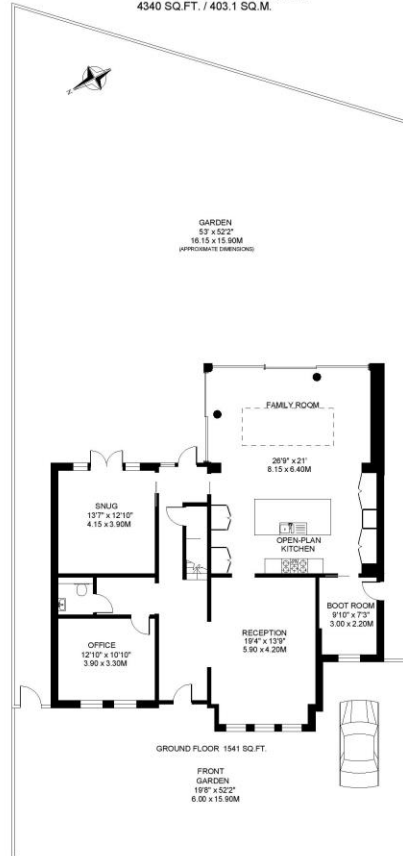 4340 SQ.FT. / 403.1 SQ.M.
N
GARDEN
53' x 52'2"
16.15 x 15.90M
(APPROXIMATE DIMENSIONS)
FAMILY ROOM
26'9" x 21'
8.15 x 6.40M
OPEN-PLAN
KITCHEN
SNUG
13'7" x 12'10"
4.15 x 3.90M
OFFICE
12'10" x 10'10"
3.90 x 3.30M
RECEPTION
19'4" x 13'9"
5.90 x 4.20M
BOOT ROOM
9'10" x 7'3"
3.00 x 2.20M
GROUND FLOOR 1541 SQ.FT.
FRONT
GARDEN
19'8" x 52'2"
6.00 x 15.90M